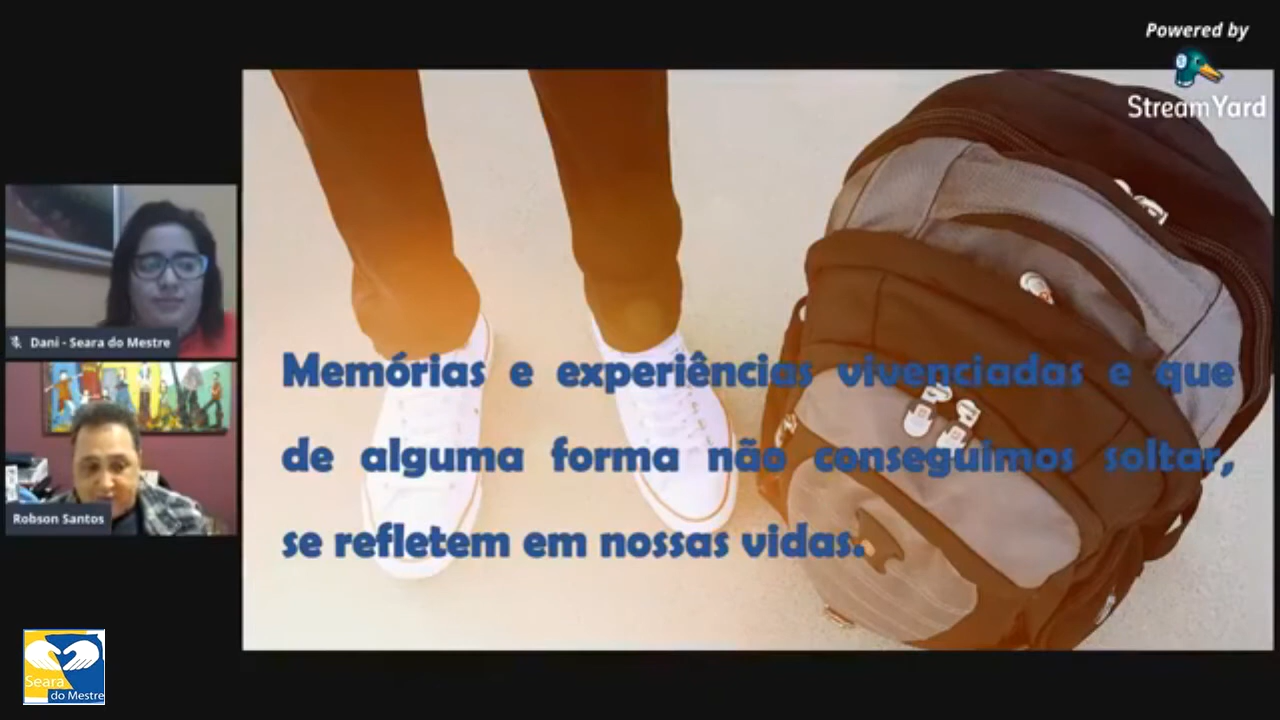 Powered by
StreamYard
Dani - Seara do Mestre
Robson Santos
Memórias e experiências vivenciadas e que
de alguma forma não conseguimos soltar,
se refletem em nossas vidas.
Seara
do Mestre